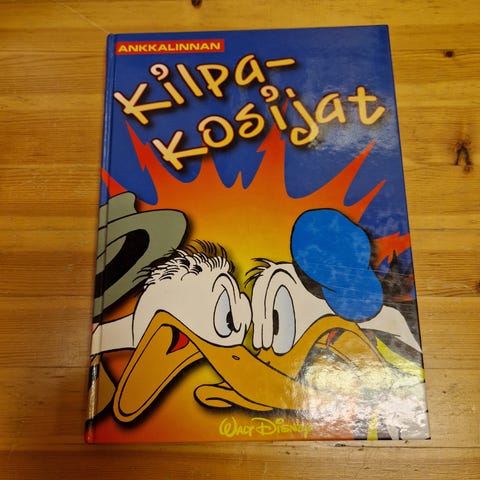 ANKKALINNAN
Kilpa-
kosijat
WALT DISNEY